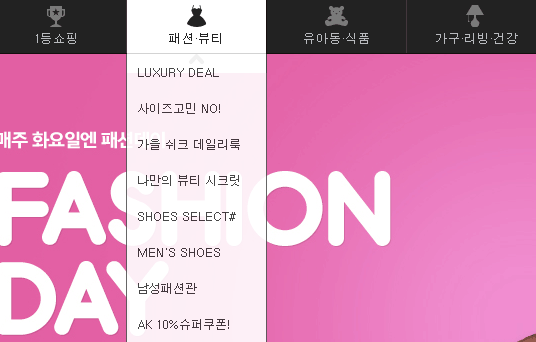 1등쇼핑
패션·뷰티
유아동·식품
가구·리빙·건강
LUXURY DEAL
사이즈고민 NO!
가을 쉬크 데일리룩
나만의 뷰티 시크릿
SHOES SELECT#
MEN'S SHOES
남성패션관
AK 10%슈퍼쿠폰!
매주 화요일엔 패션데이
FASHION
DAY